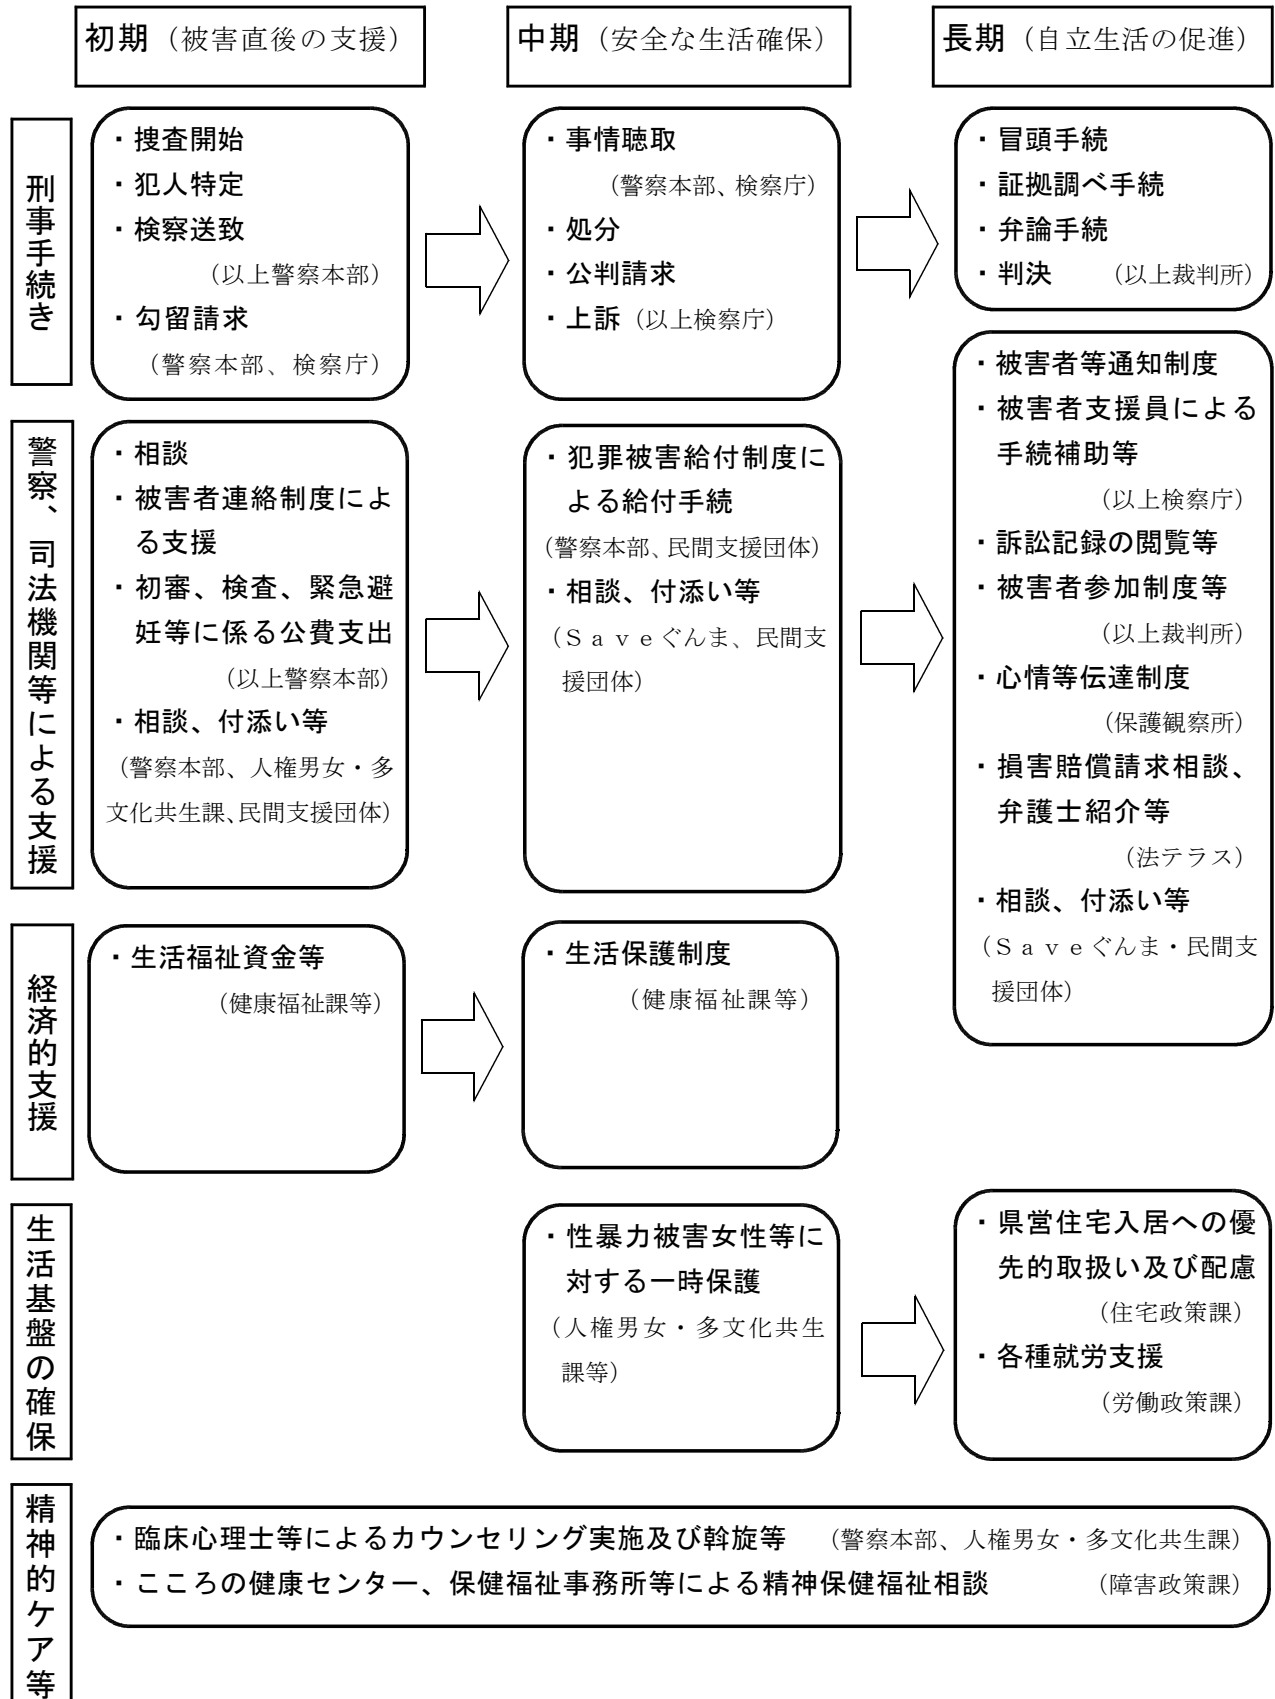 初期（被害直後の支援）
中期（安全な生活確保）
長期（自立生活の促進）
刑事手続き
・捜査開始
・犯人特定
・検察送致
（以上警察本部）
・勾留請求
（警察本部、検察庁）
・事情聴取
（警察本部、検察庁）
・処分
・公判請求
・上訴（以上検察庁）
・冒頭手続
・証拠調べ手続
・弁論手続
・判決　（以上裁判所）
警察、司法機関等による支援
・相談
・被害者連絡制度によ
る支援
・初審、検査、緊急避
妊等に係る公費支出
（以上警察本部）
・相談、付添い等
（警察本部、人権男女・多
文化共生課、民間支援団体）
・犯罪被害給付制度に
よる給付手続
（警察本部、民間支援団体）
・相談、付添い等
（Ｓａｖｅぐんま、民間支
援団体）
・被害者等通知制度
・被害者支援員による
手続補助等
（以上検察庁）
・訴訟記録の閲覧等
・被害者参加制度等
（以上裁判所）
・心情等伝達制度
（保護観察所）
・損害賠償請求相談、
弁護士紹介等
（法テラス）
・相談、付添い等
（Ｓａｖｅぐんま・民間支
援団体）
経済的支援
・生活福祉資金等
（健康福祉課等）
・生活保護制度
（健康福祉課等）
生活基盤の確保
・性暴力被害女性等に
対する一時保護
（人権男女・多文化共生
課等）
・県営住宅入居への優
先的取扱い及び配慮
（住宅政策課）
・各種就労支援
（労働政策課）
精神的ケア等
・臨床心理士等によるカウンセリング実施及び斡旋等　（警察本部、人権男女・多文化共生課）
・こころの健康センター、保健福祉事務所等による精神保健福祉相談　（障害政策課）